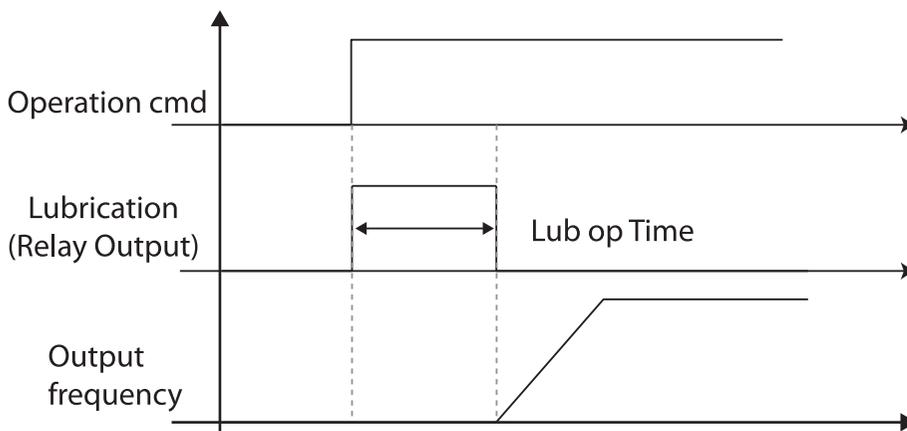 Operation cmd
Lubrication
(Relay Output)
Lub op Time
Output
frequency